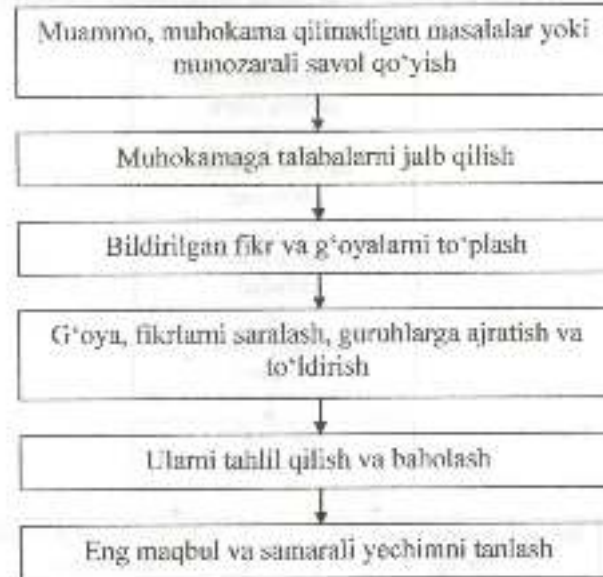 Muammo, muhokama qilinadigan masalalar yoki
munozarali savol qo‘yish
Muhokamaga talabalarni jalb qilish
Bildirilgan fikr va g‘oyalarni to‘plash
G‘oya, fikrlarni saralash, guruhlarga ajratish va
to‘ldirish
Ularni tahlil qilish va baholash
Eng maqbul va samarali yechimni tanlash